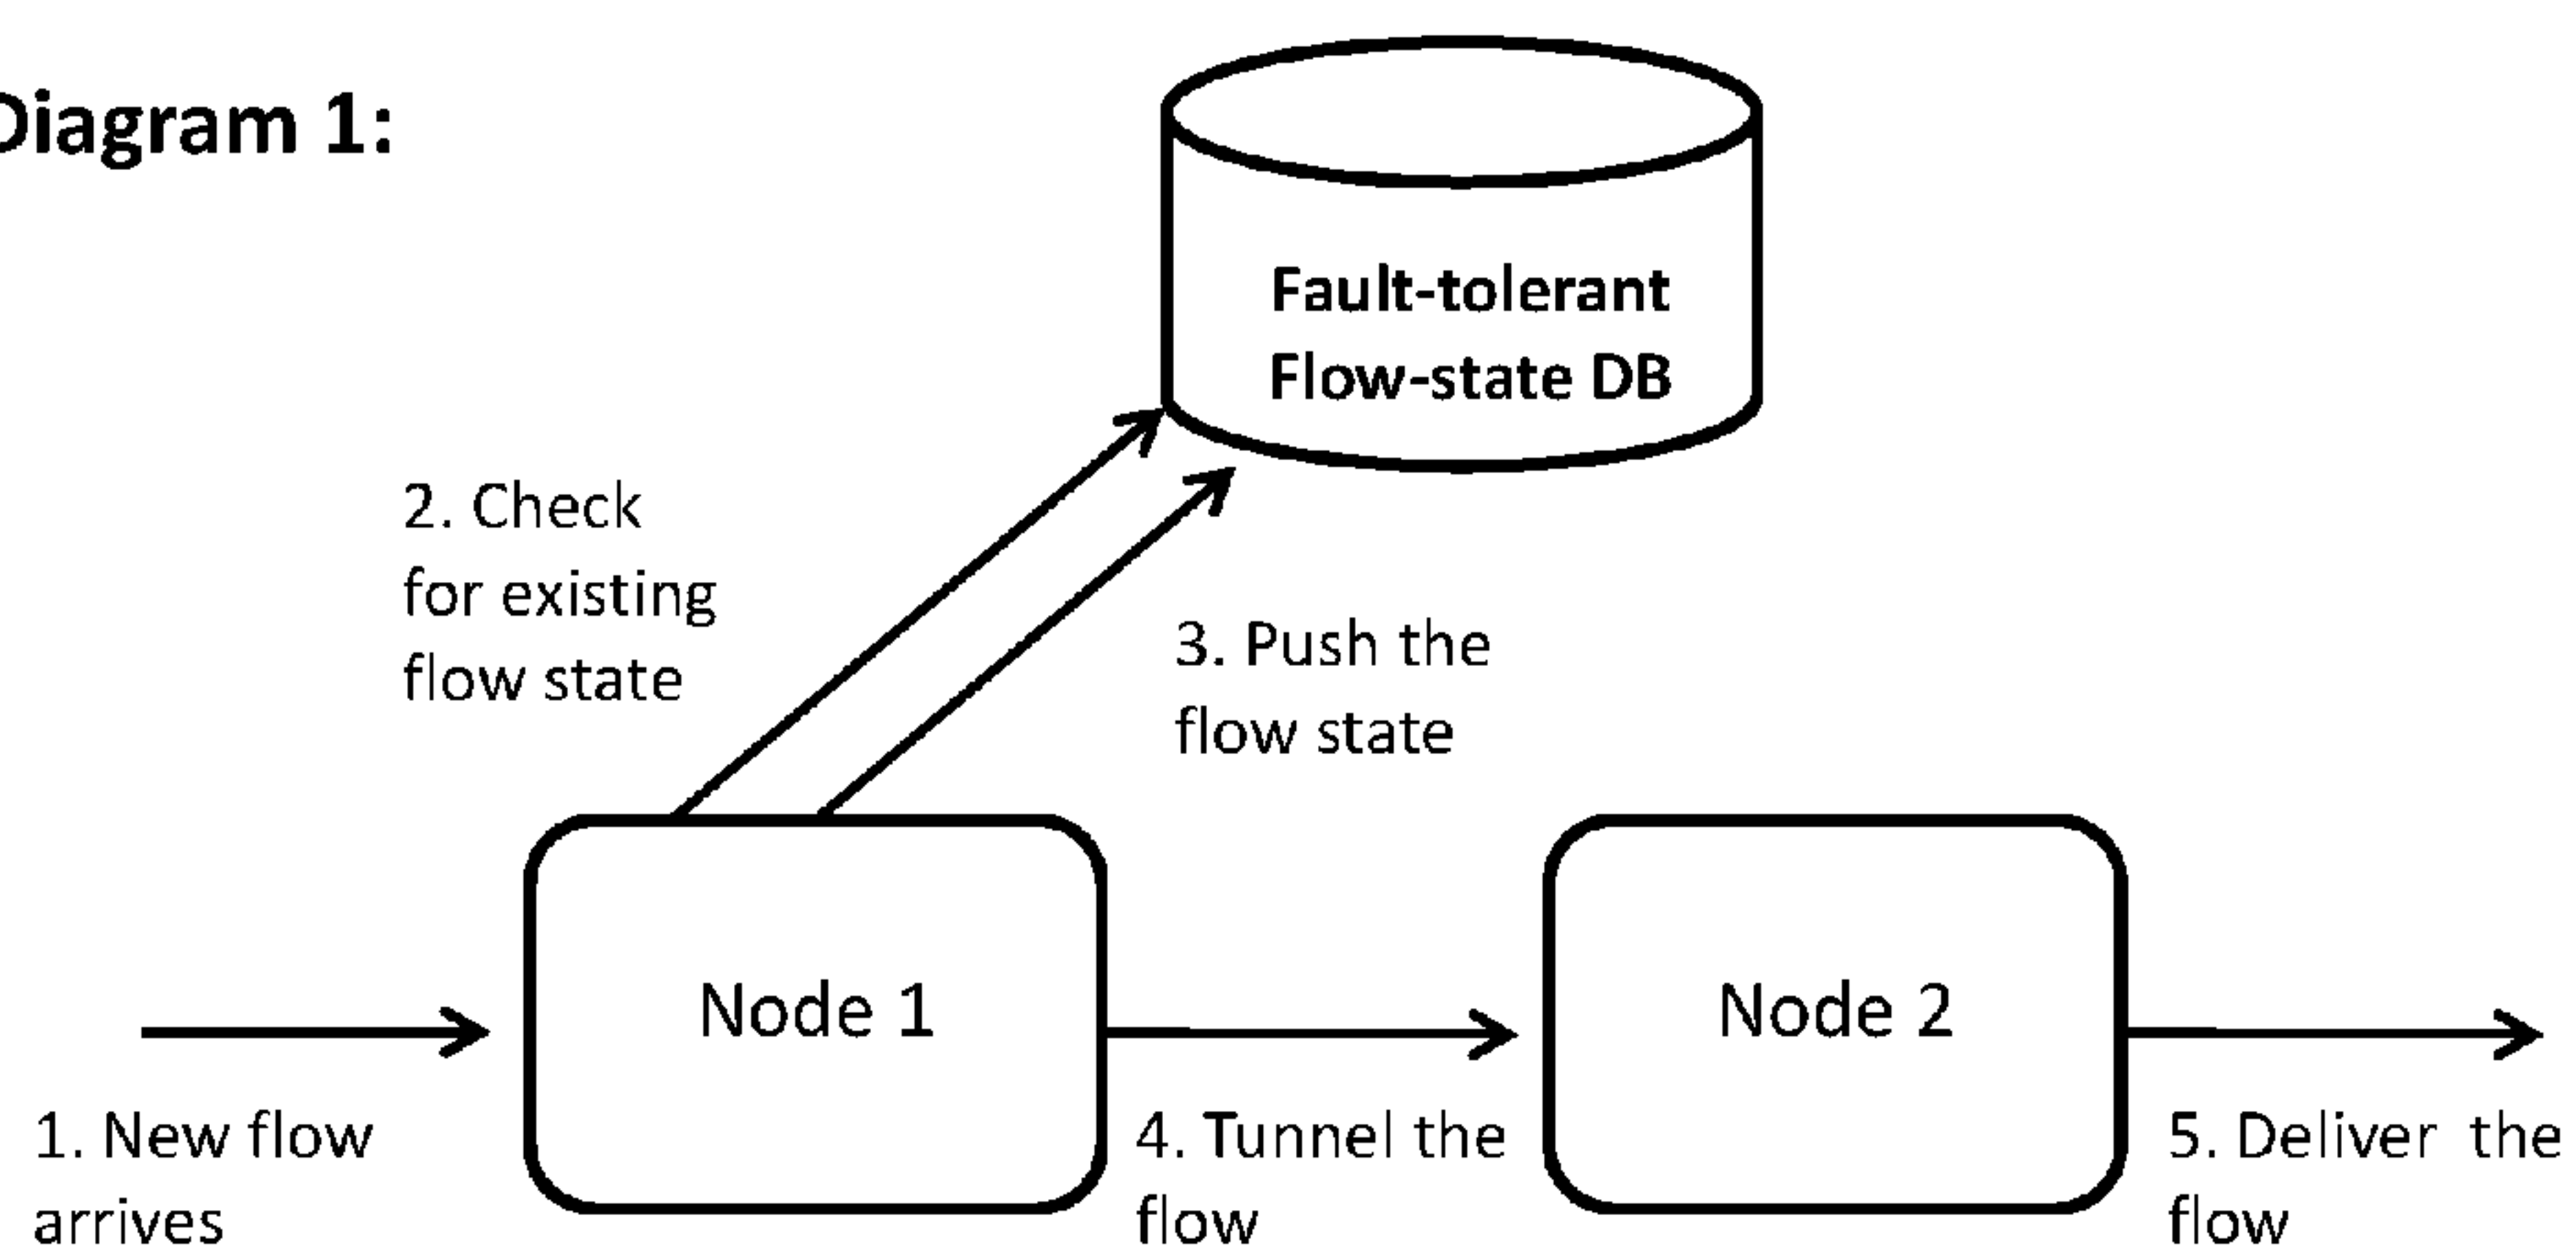 Diagram 1:
Fault-tolerant
Flow-state DB
2. Check
for existing
flow state
3. Push the
flow state
Node 1
Node 2
1. New flow
arrives
4. Tunnel the
flow
5. Deliver the
flow